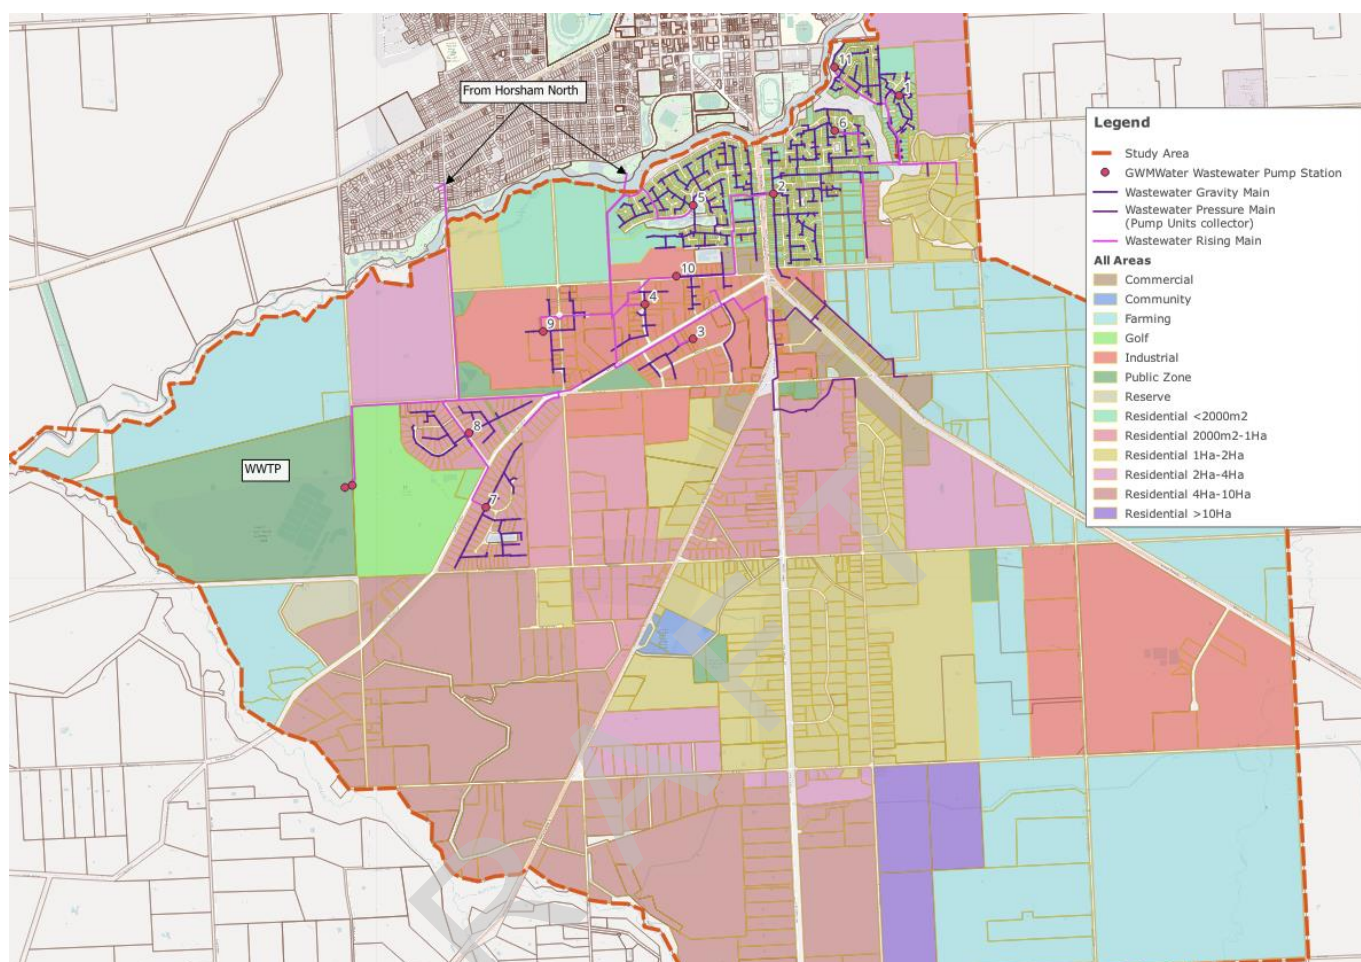 From Horsham North
11
1
6
2
5
10
4
9
3
8
WWTP
7
Legend
Study Area
GWMWater Wastewater Pump Station
Wastewater Gravity Main
Wastewater Pressure Main
(Pump Units collector)
Wastewater Rising Main
All Areas
Commercial
Community
Farming
Golf
Industrial
Public Zone
Reserve
Residential <2000m2
Residential 2000m2-1Ha
Residential 1Ha-2Ha
Residential 2Ha-4Ha
Residential 4Ha-10Ha
Residential >10Ha